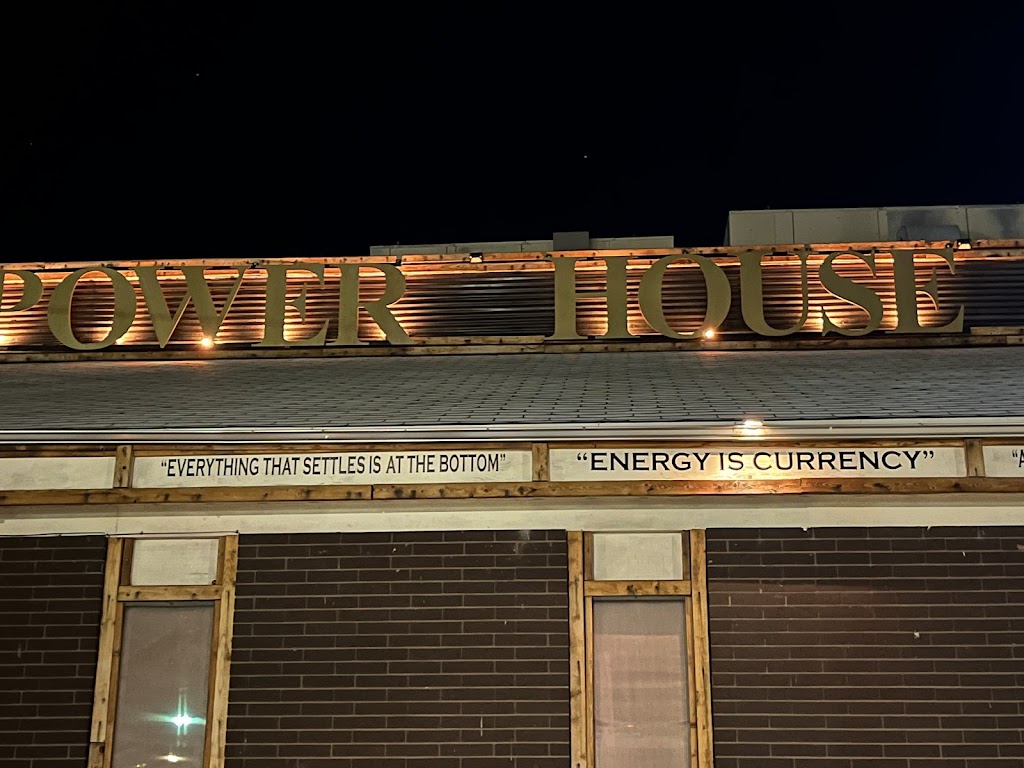 POWER HOUSE
“EVERYTHING THAT SETTLES IS AT THE BOTTOM”
“ENERGY IS CURRENCY”